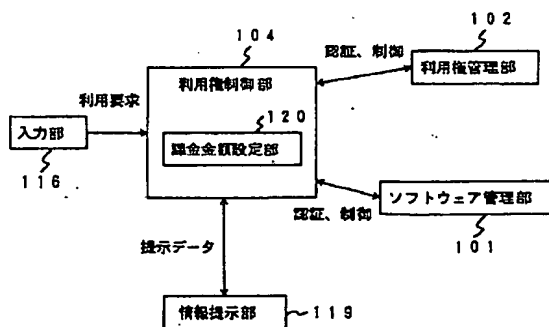 104
102
認証、制御
利用権制御部
利用権管理部
利用要求
120
入力部
課金金額設定部
116
ソフトウェア管理部
認証、制御
101
提示データ
情報提示部
119